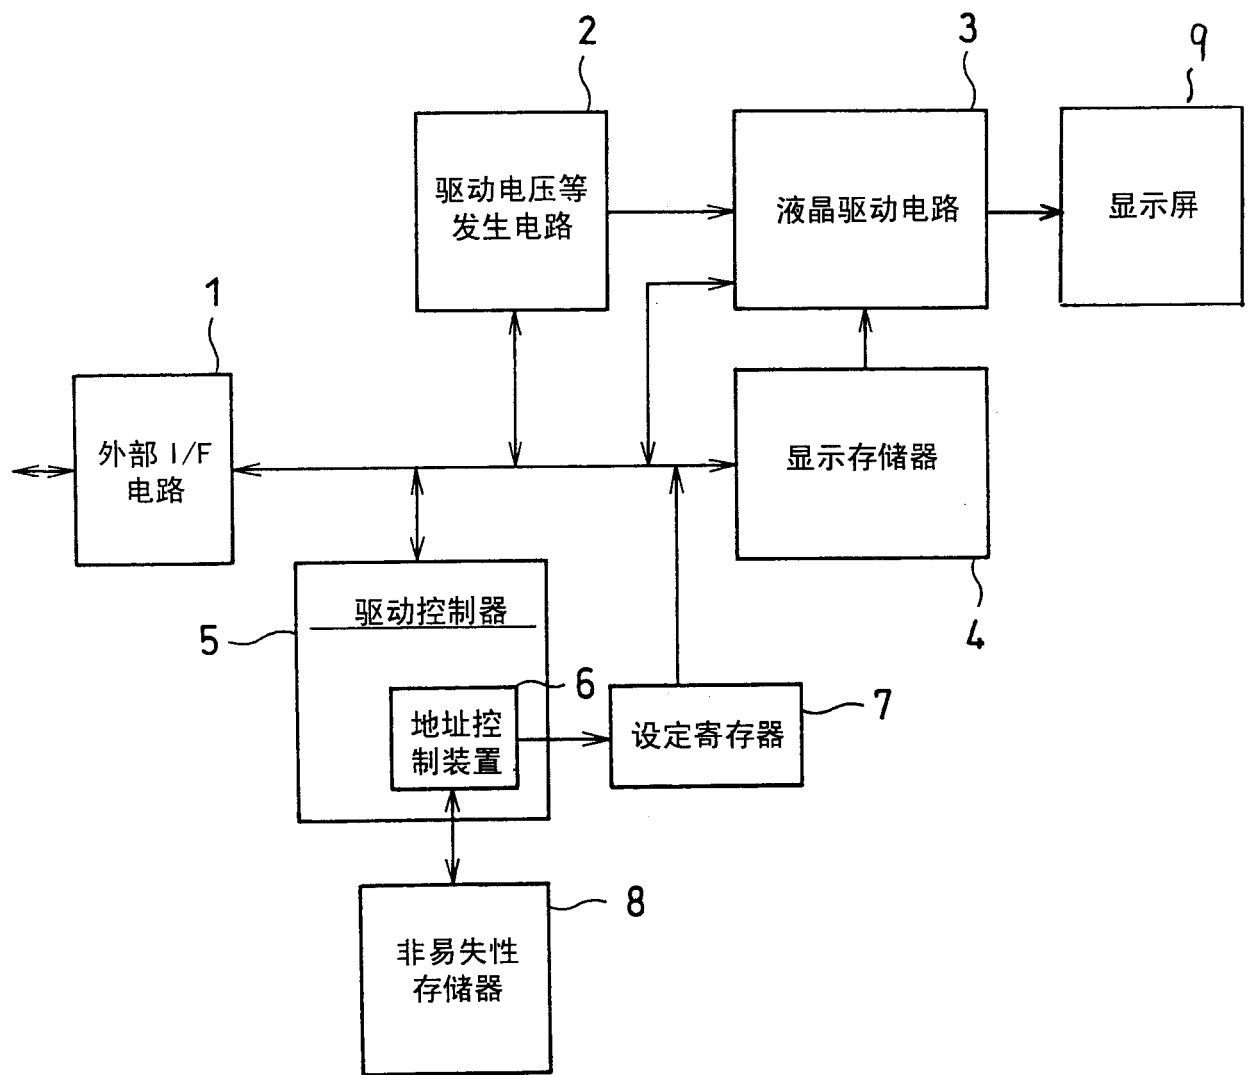 2
3
9
驱动电压等
发生电路
液晶驱动电路
显示屏
1
外部 I/F
电路
显示存储器
4
5
驱动控制器
6
地址控
制装置
设定寄存器
7
8
非易失性
存储器